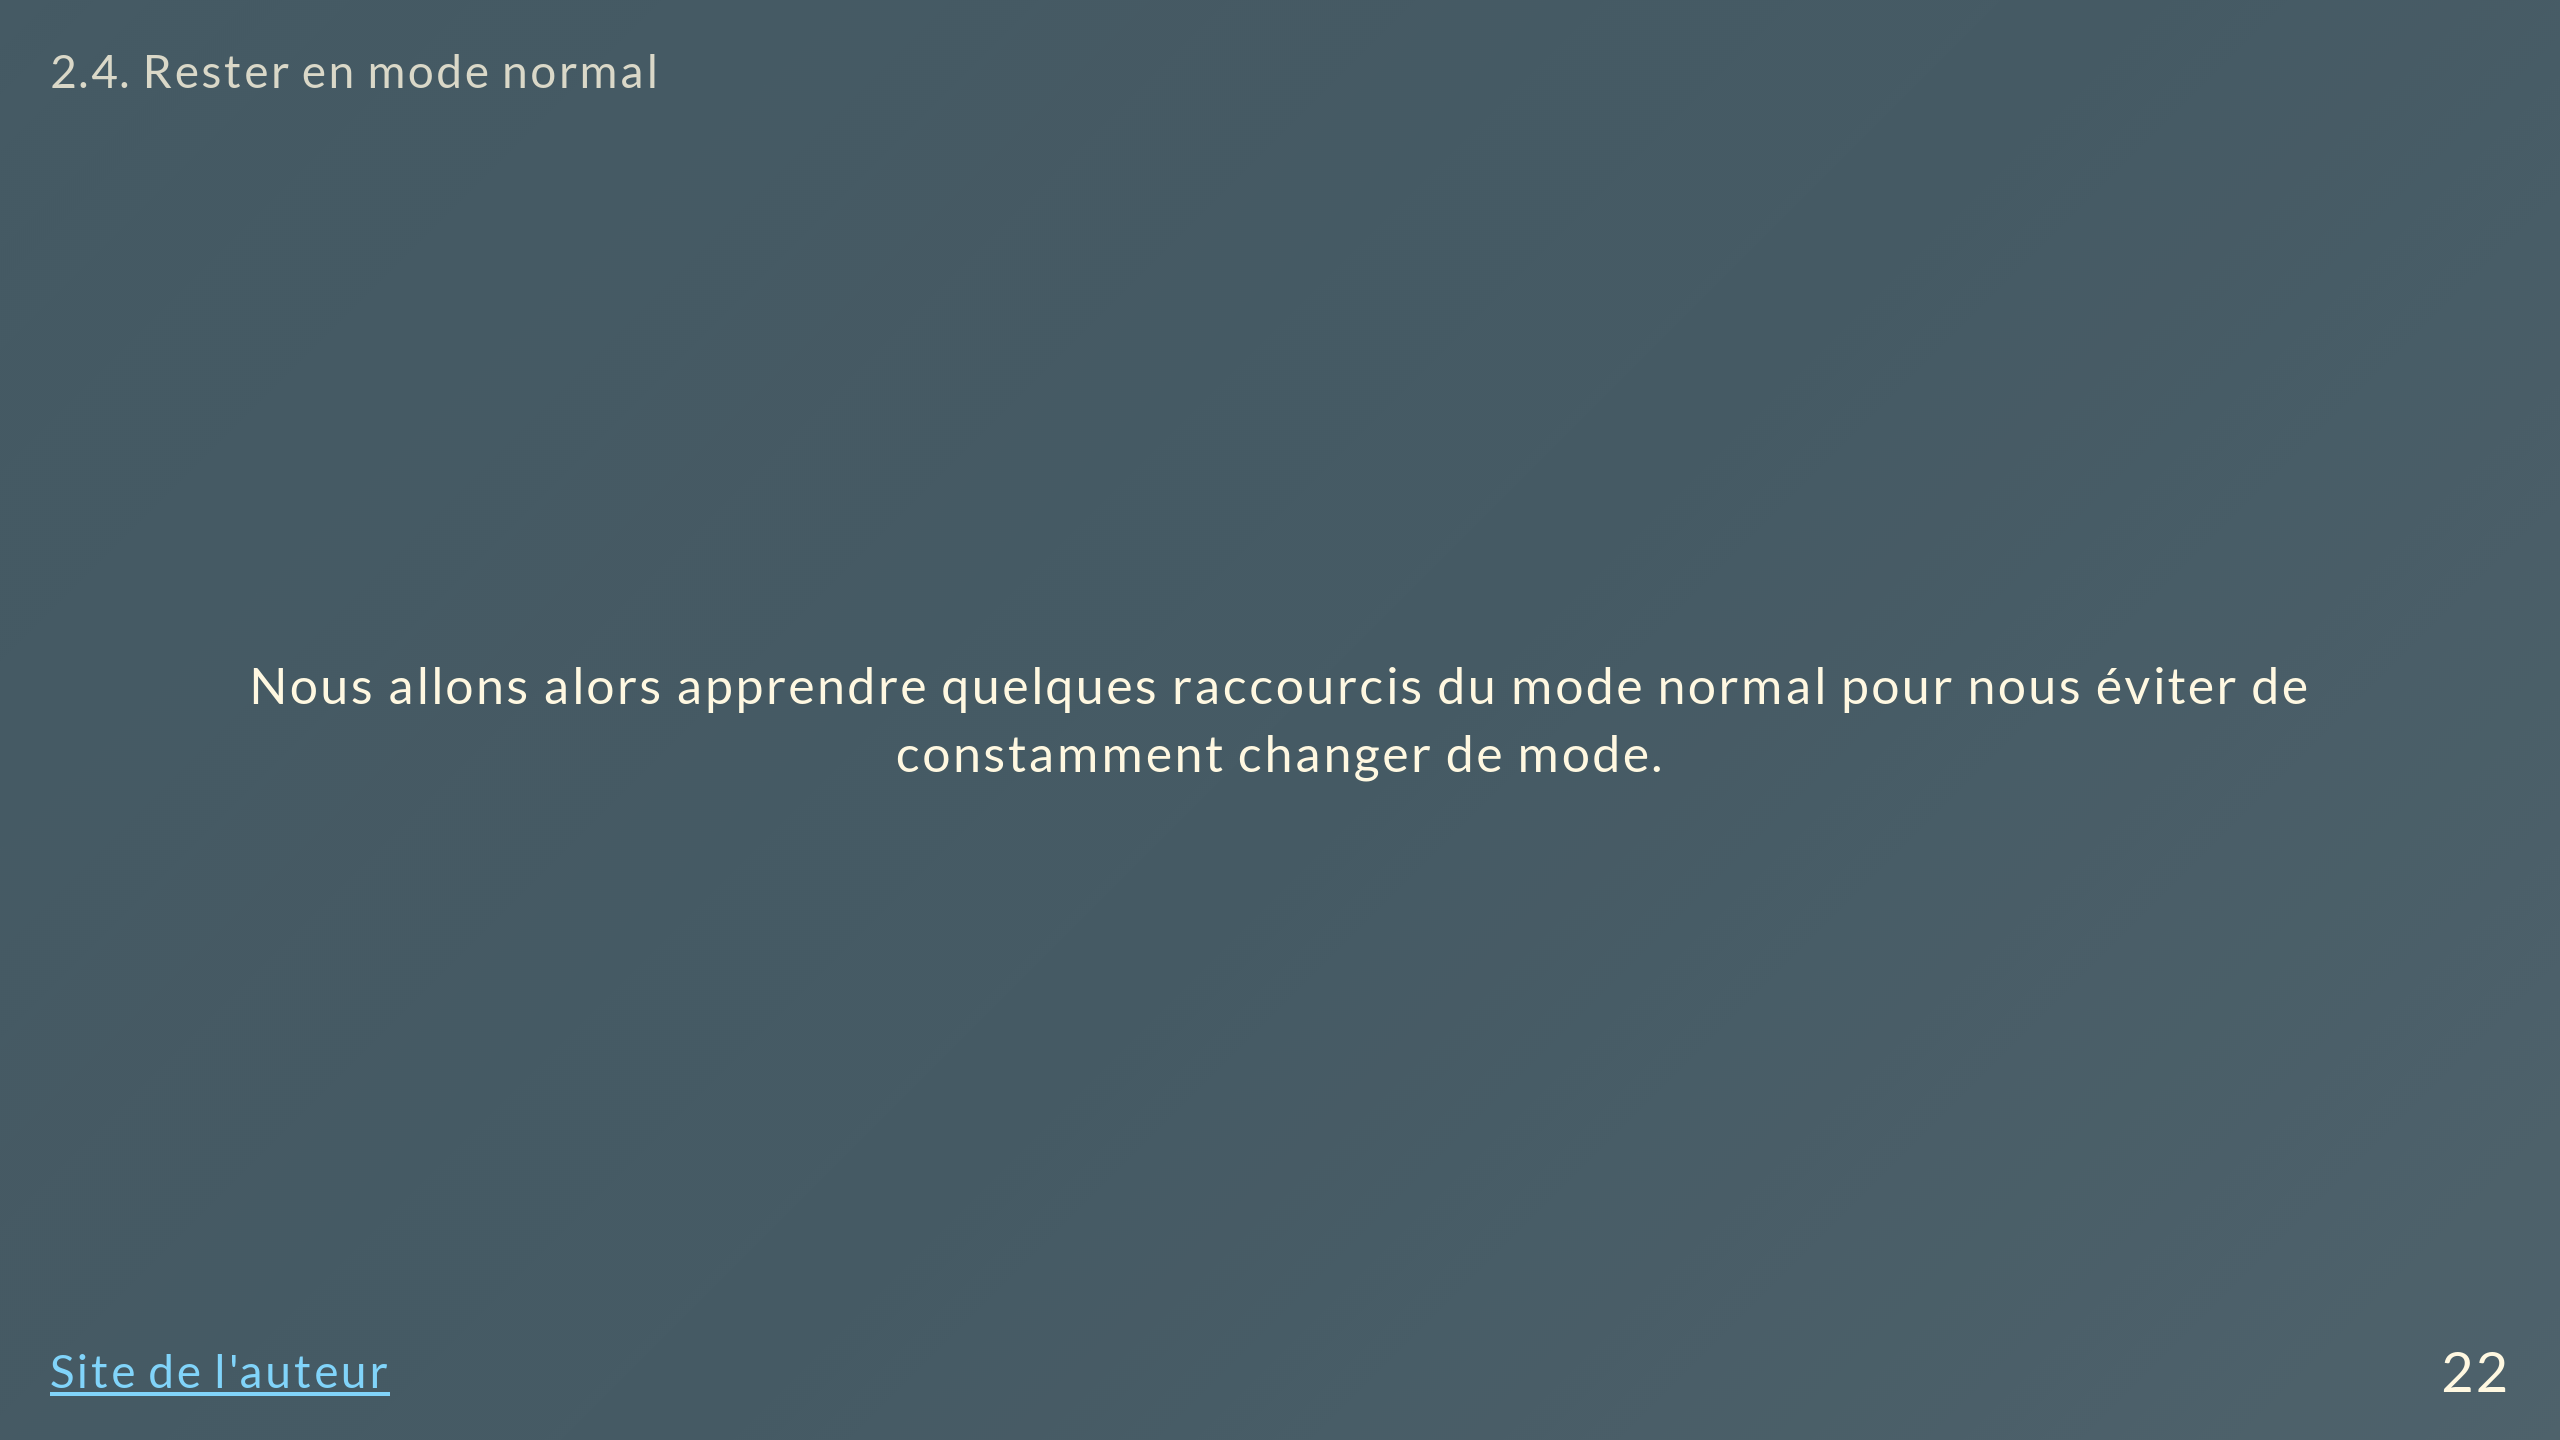 2.4. Rester en mode normal
Nous allons alors apprendre quelques raccourcis du mode normal pour nous éviter de
constamment changer de mode.
Site de l'auteur
22